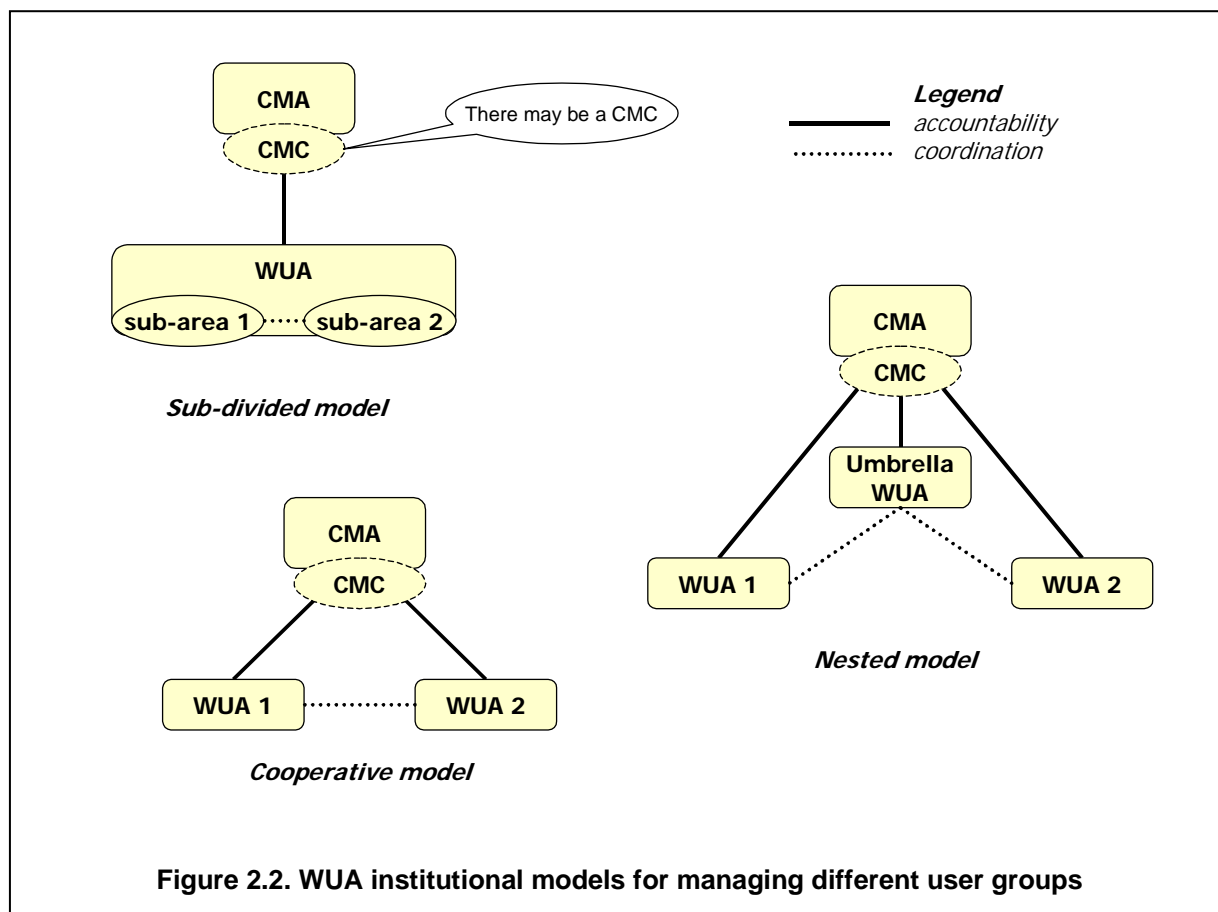 CMA
CMC
There may be a CMC
WUA
sub-area 1
sub-area 2
Sub-divided model
Legend
accountability
coordination
CMA
CMC
Umbrella
WUA
WUA 1
WUA 2
Nested model
CMA
CMC
WUA 1
WUA 2
Cooperative model
Figure 2.2. WUA institutional models for managing different user groups